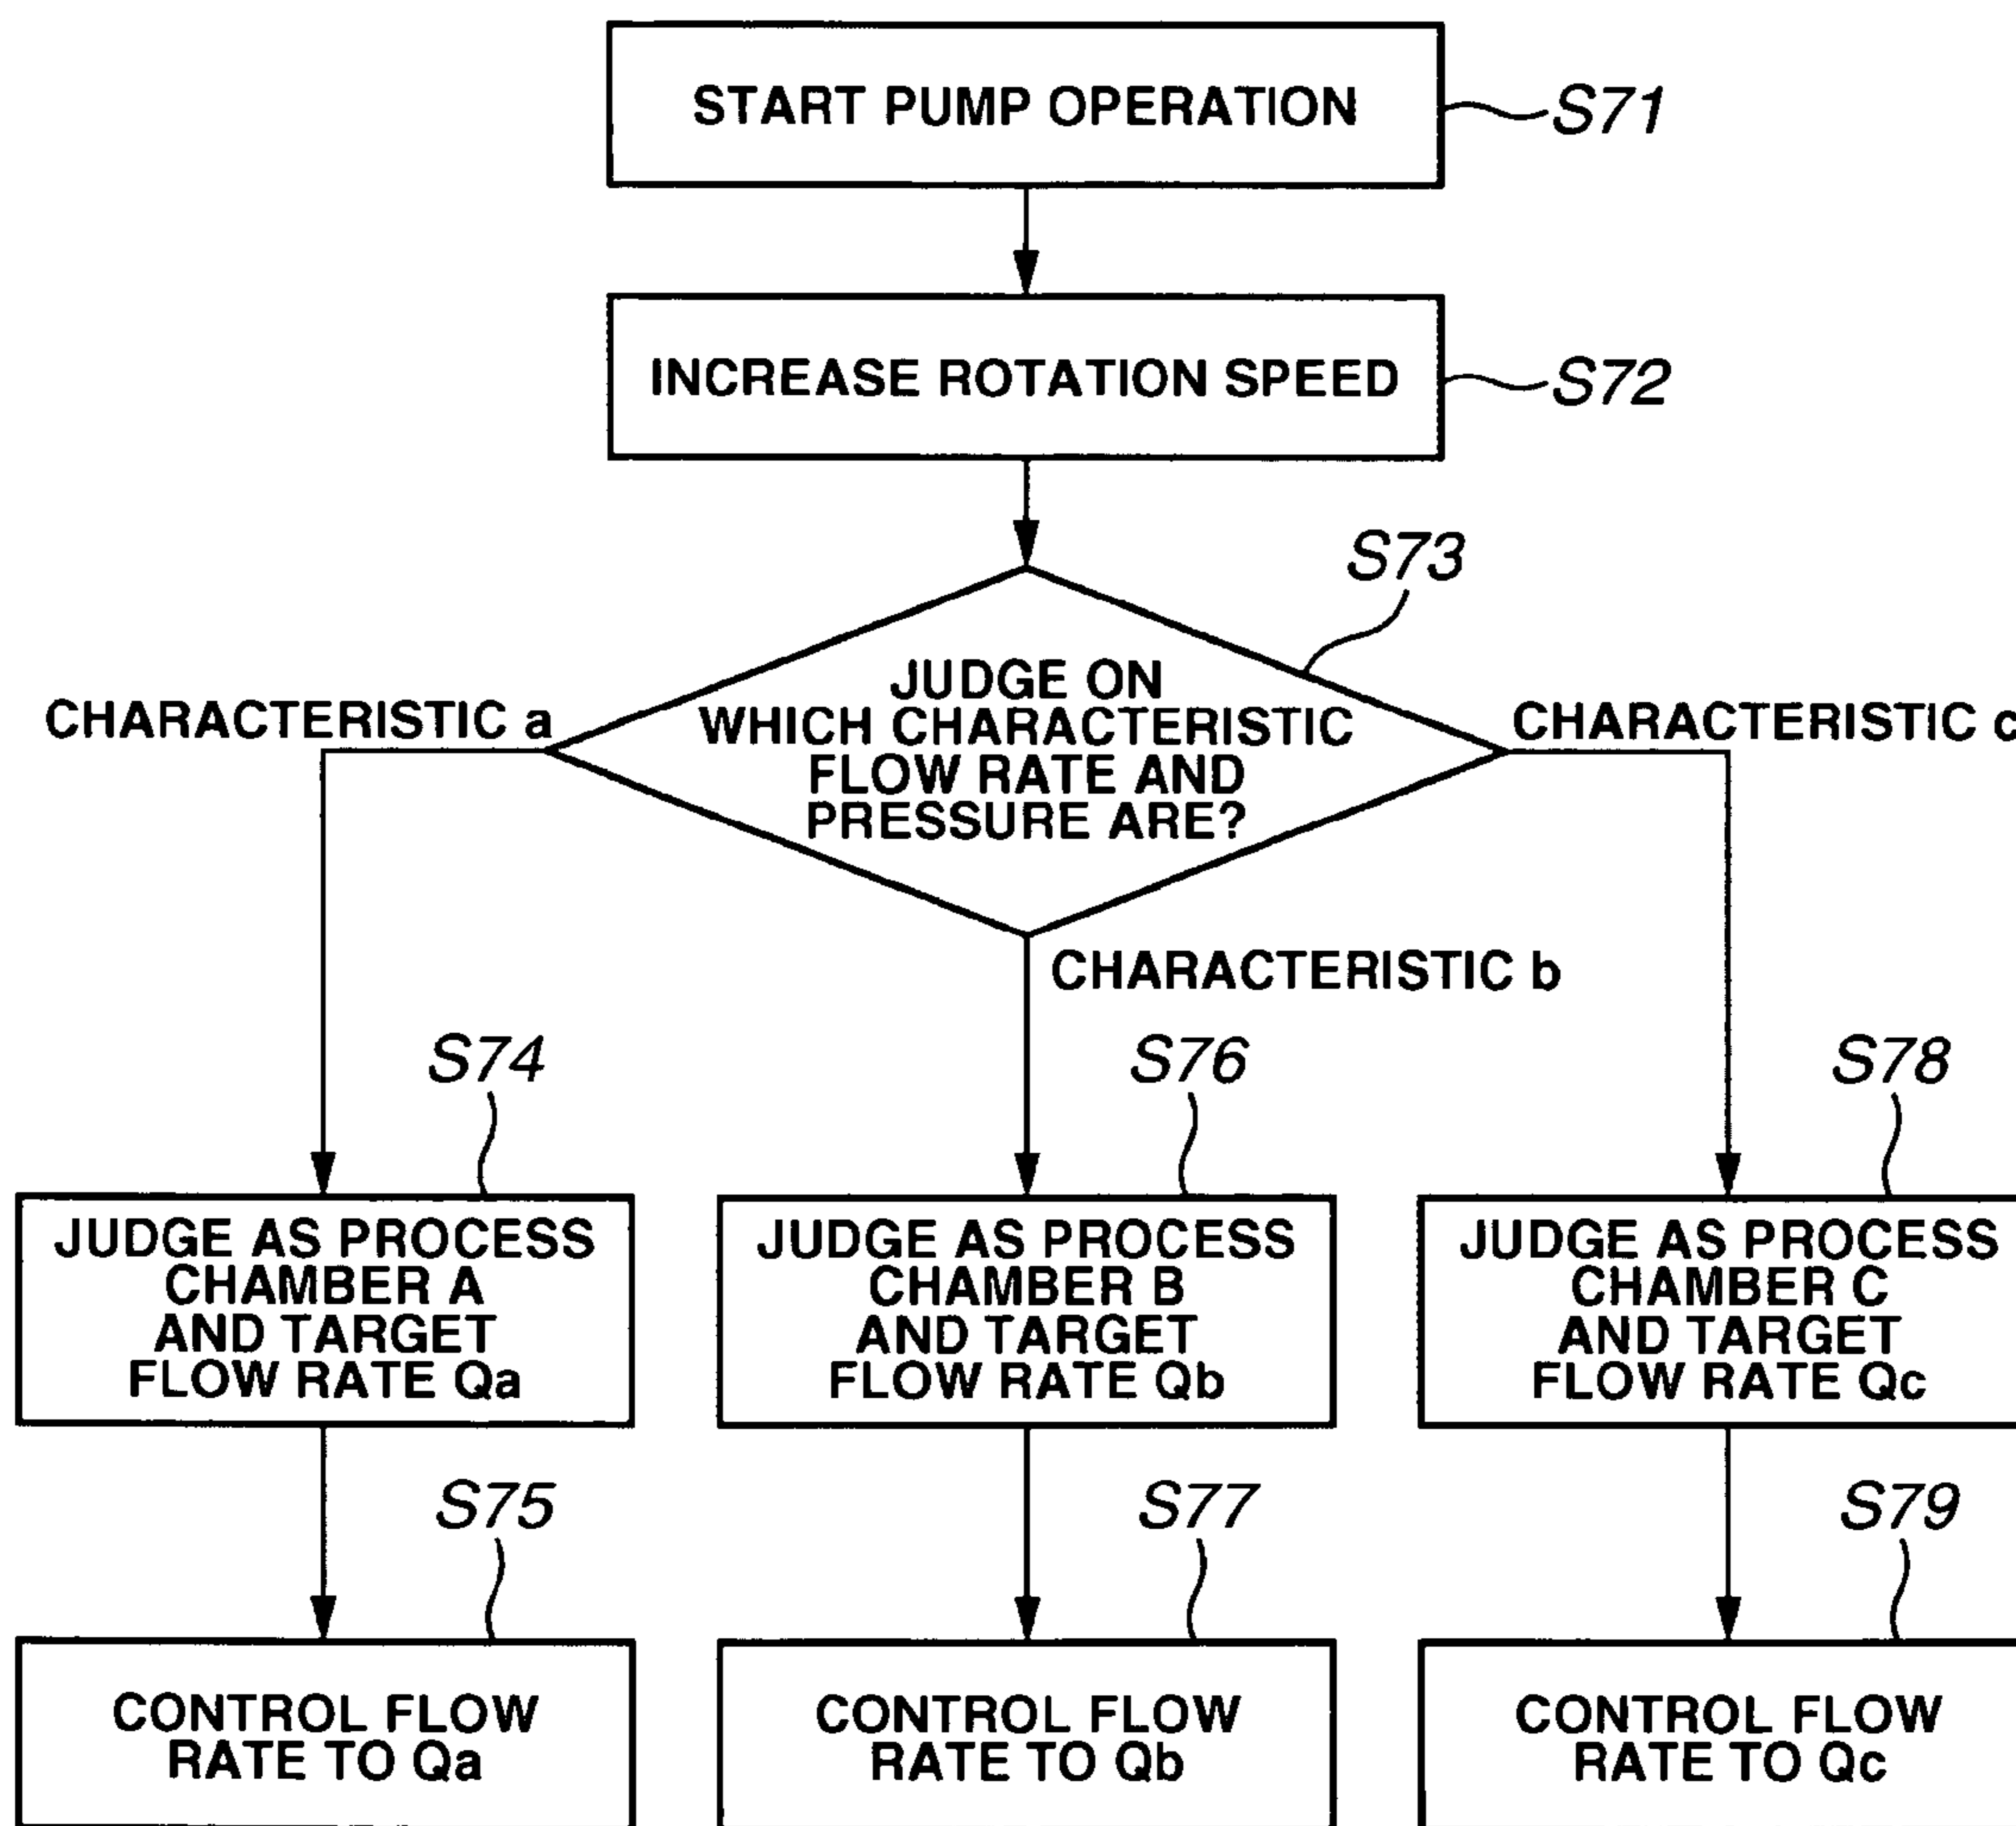 START PUMP OPERATION
S71
INCREASE ROTATION SPEED
S72
S73
JUDGE ON
WHICH CHARACTERISTIC
FLOW RATE AND
PRESSURE ARE?
CHARACTERISTIC a
CHARACTERISTIC c
CHARACTERISTIC b
S74
S76
S78
JUDGE AS PROCESS
CHAMBER A
AND TARGET
FLOW RATE Qa
JUDGE AS PROCESS
CHAMBER B
AND TARGET
FLOW RATE Qb
JUDGE AS PROCESS
CHAMBER C
AND TARGET
FLOW RATE Qc
S75
S77
S79
CONTROL FLOW
RATE TO Qa
CONTROL FLOW
RATE TO Qb
CONTROL FLOW
RATE TO Qc